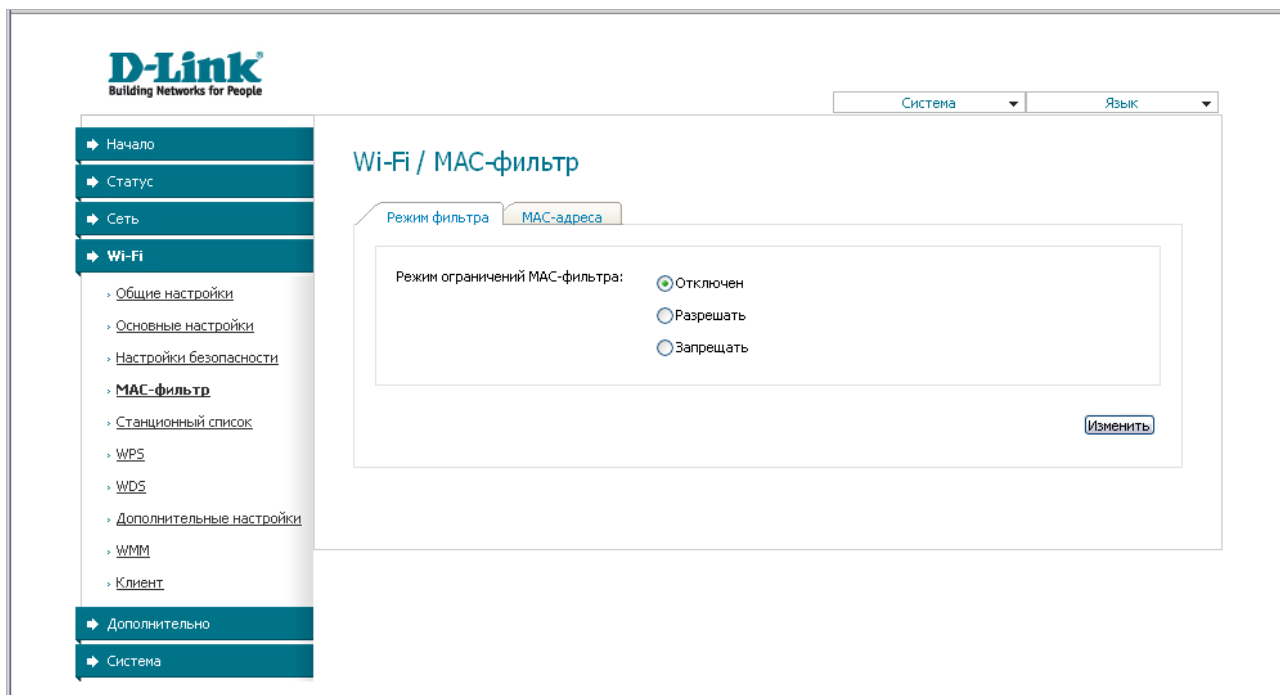 D-Link®
Building Networks for People
Система
Язык
Начало
Статус
Сеть
Wi-Fi
Общие настройки
Основные настройки
Настройки безопасности
MAC-фильтр
Станционный список
WPS
WDS
Дополнительные настройки
WMM
Клиент
Дополнительно
Система
Wi-Fi / MAC-фильтр
Режим фильтра
MAC-адреса
Режим ограничений MAC-фильтра:
Отключен
Разрешать
Запрещать
Изменить